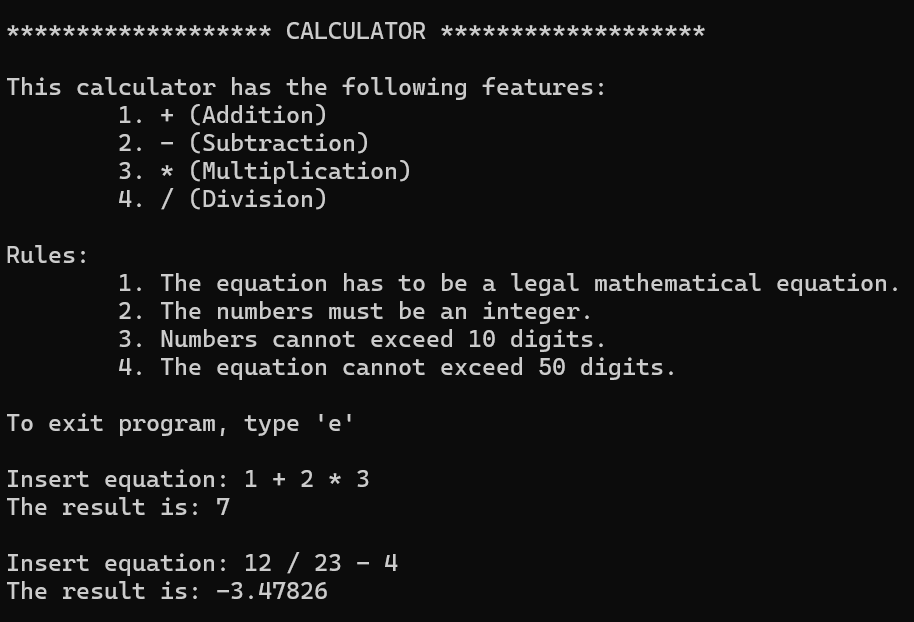 ******************* CALCULATOR *******************
This calculator has the following features:
1. + (Addition)
2. - (Subtraction)
3. * (Multiplication)
4. / (Division)
Rules:
1. The equation has to be a legal mathematical equation.
2. The numbers must be an integer.
3. Numbers cannot exceed 10 digits.
4. The equation cannot exceed 50 digits.
To exit program, type 'e'
Insert equation: 1 + 2 * 3
The result is: 7
Insert equation: 12 / 23 - 4
The result is: -3.47826